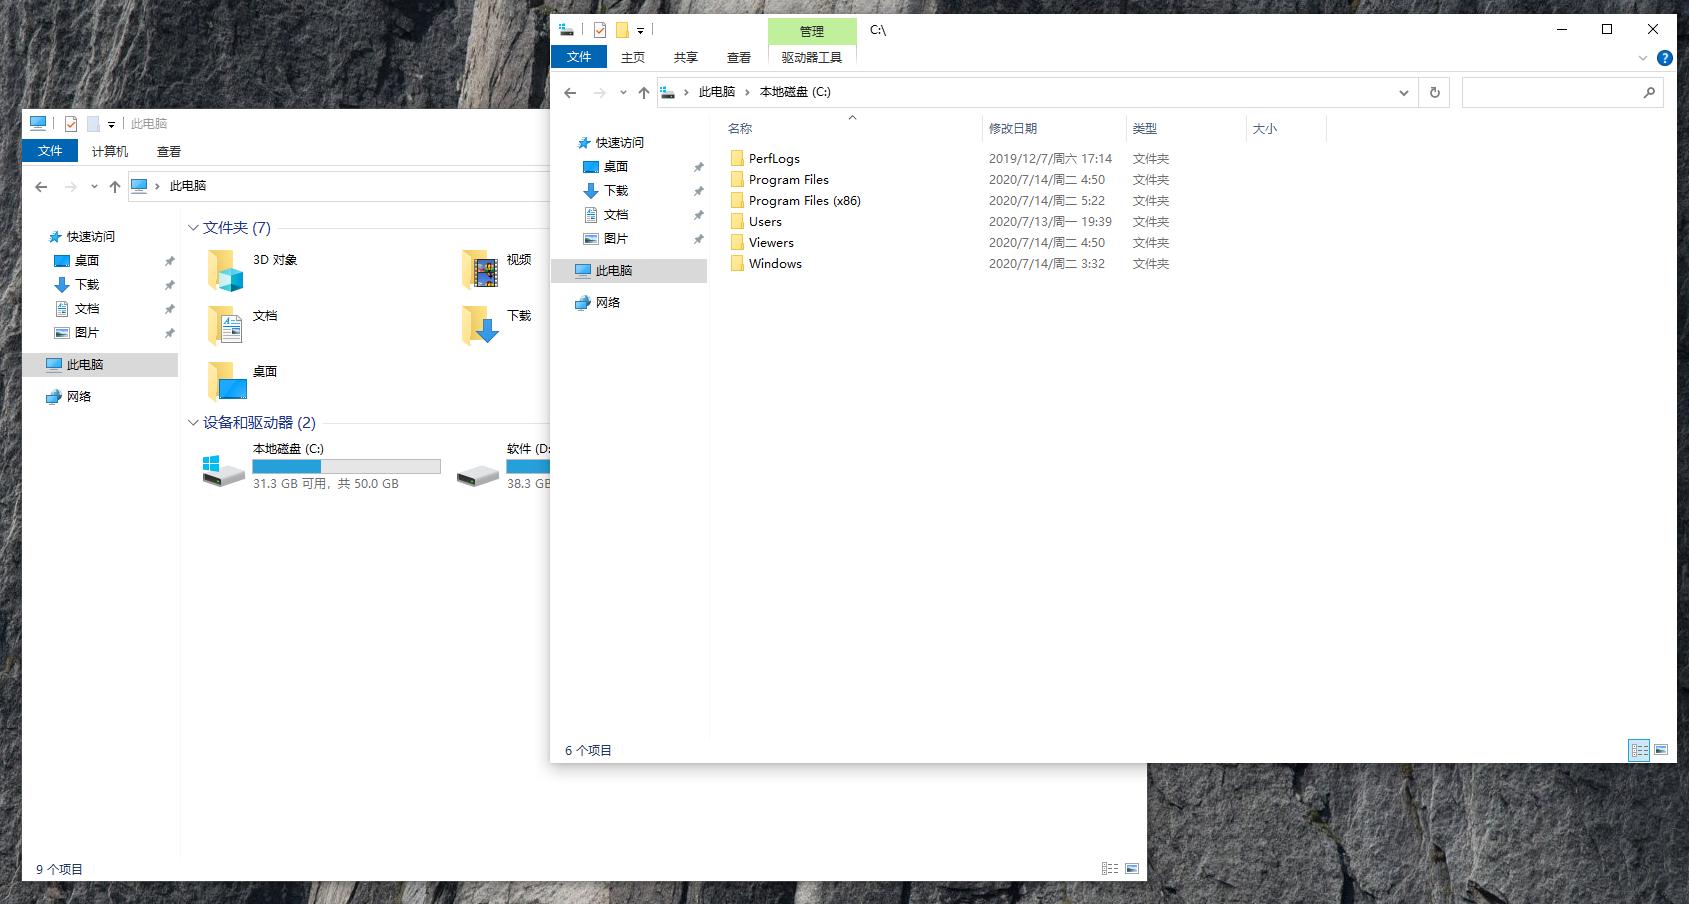 此电脑
文件 计算机 查看
此电脑
快速访问
桌面
下载
文档
图片
此电脑
网络
文件夹 (7)
3D 对象
视频
文档
下载
桌面
设备和驱动器 (2)
本地磁盘 (C:)
31.3 GB 可用，共 50.0 GB
软件 (D:
38.3 GB
9 个项目
管理 C:\
文件 主页 共享 查看 驱动器工具
此电脑 本地磁盘 (C:)
快速访问
桌面
下载
文档
图片
此电脑
网络
名称 修改日期 类型 大小
PerfLogs 2019/12/7/周六 17:14 文件夹
Program Files 2020/7/14/周二 4:50 文件夹
Program Files (x86) 2020/7/14/周二 5:22 文件夹
Users 2020/7/13/周一 19:39 文件夹
Viewers 2020/7/14/周二 4:50 文件夹
Windows 2020/7/14/周二 3:32 文件夹
6 个项目